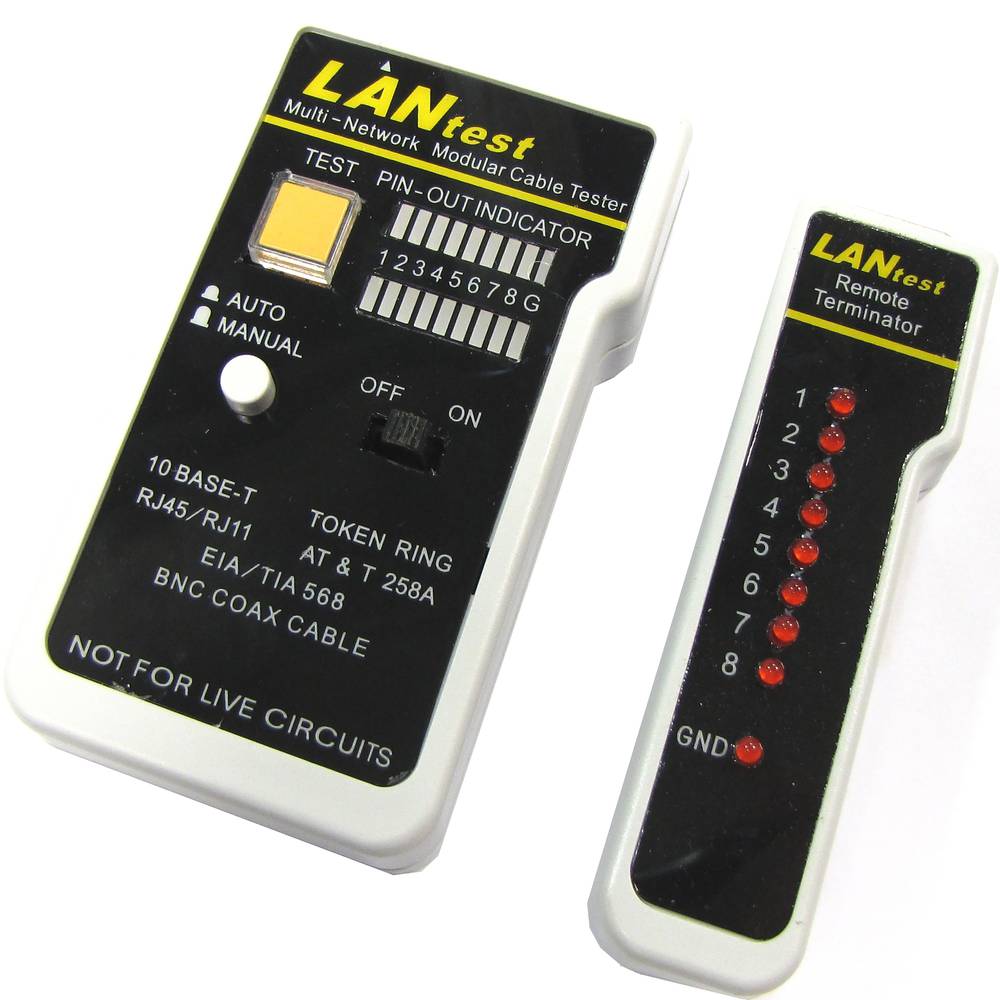 LANtest
Multi-Network Modular Cable Tester
TEST
PIN-OUT INDICATOR
1 2 3 4 5 6 7 8 G
AUTO
MANUAL
OFF
ON
10 BASE-T
RJ45/RJ11
TOKEN RING
EIA/TIA 568
AT & T 258A
BNC COAX CABLE
NOT FOR LIVE CIRCUITS
LANtest
Remote
Terminator
1
2
3
4
5
6
7
8
GND